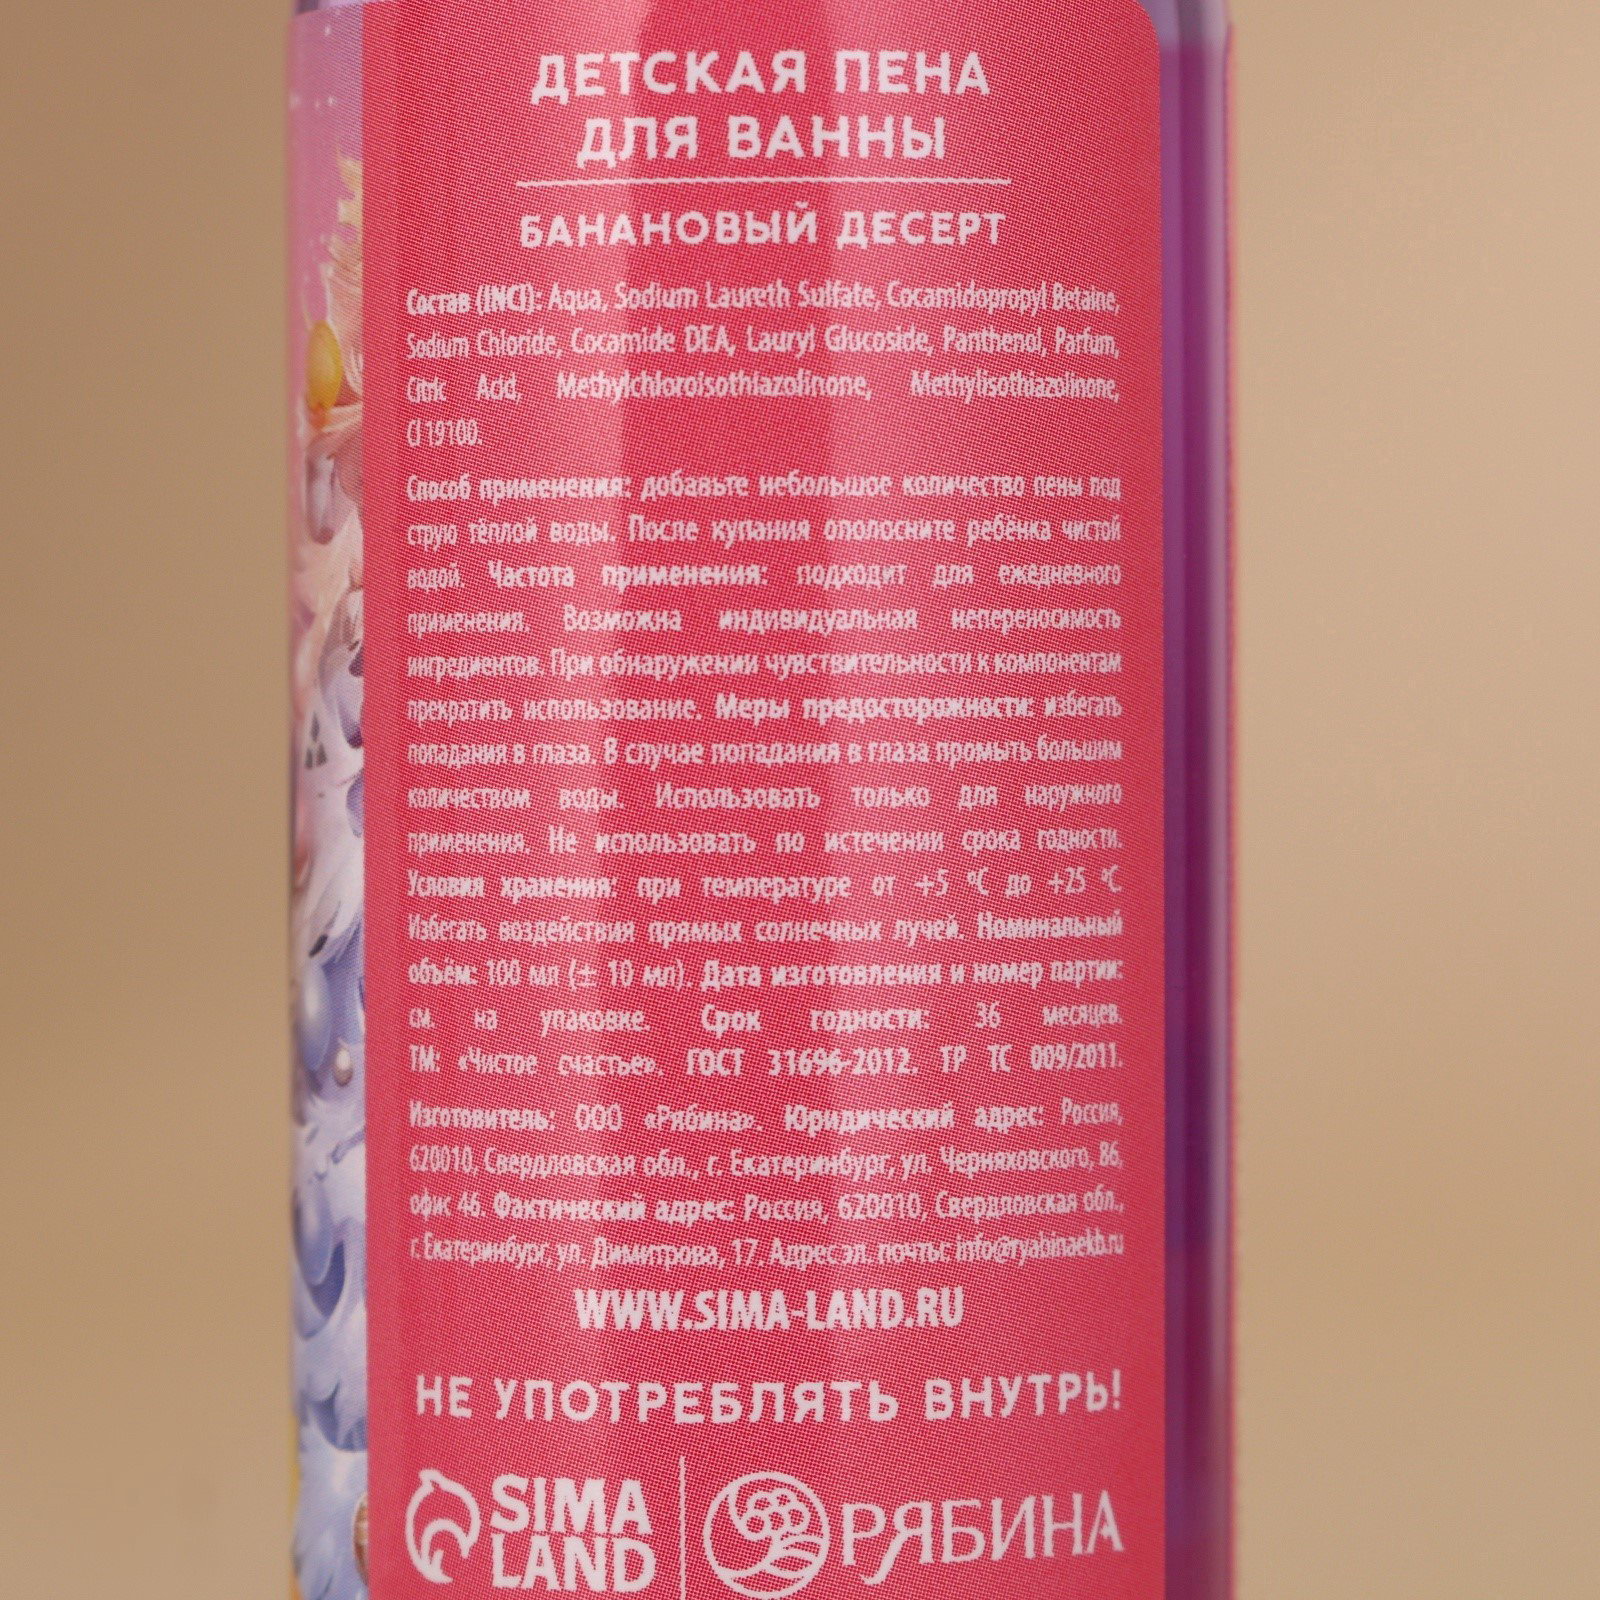 ДЕТСКАЯ ПЕНА
ДЛЯ ВАННЫ
БАНАНОВЫЙ ДЕСЕРТ
Состав (INCI): Aqua, Sodium Laureth Sulfate, Cocamidopropyl Betaine,
Sodium Chloride, Cocamide DEA, Lauryl Glucoside, Panthenol, Parfum,
Citric Acid, Methylchloroisothiazolinone, Methylisothiazolinone,
CI 19100.
Способ применения: добавьте небольшое количество пены под
струю тёплой воды. После купания ополосните ребёнка чистой
водой. Частота применения: подходит для ежедневного
применения. Возможна индивидуальная непереносимость
ингредиентов. При обнаружении чувствительности к компонентам
прекратить использование. Меры предосторожности: избегать
попадания в глаза. В случае попадания в глаза промыть большим
количеством воды. Использовать только для наружного
применения. Не использовать по истечении срока годности.
Условия хранения: при температуре от +5 °С до +25 °С.
Избегать воздействия прямых солнечных лучей. Номинальный
объём: 100 мл (± 10 мл). Дата изготовления и номер партии:
см. на упаковке. Срок годности: 36 месяцев.
ТМ: «Чистое счастье». ГОСТ 31696-2012. ТР ТС 009/2011.
Изготовитель: ООО «Рябина». Юридический адрес: Россия,
620010, Свердловская обл., г. Екатеринбург, ул. Черняховского, 86,
офис 46. Фактический адрес: Россия, 620010, Свердловская обл.,
г. Екатеринбург, ул. Димитрова, 17. Адрес эл. почты: info@ryabinaekb.ru
WWW.SIMA-LAND.RU
НЕ УПОТРЕБЛЯТЬ ВНУТРЬ!
SIMA
LAND
РЯБИНА